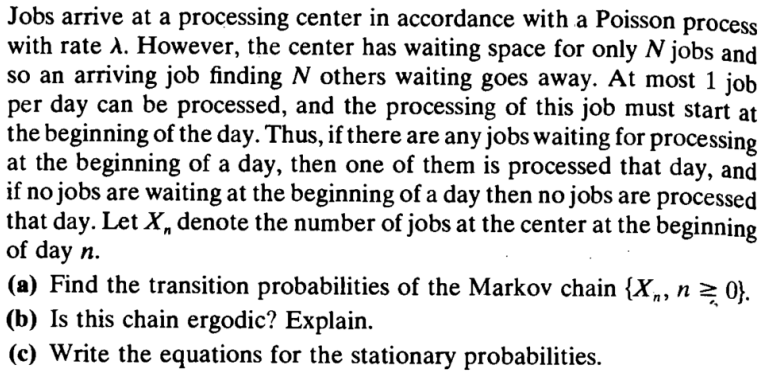 Jobs arrive at a processing center in accordance with a Poisson process
with rate λ. However, the center has waiting space for only N jobs and
so an arriving job finding N others waiting goes away. At most 1 job
per day can be processed, and the processing of this job must start at
the beginning of the day. Thus, if there are any jobs waiting for processing
at the beginning of a day, then one of them is processed that day, and
if no jobs are waiting at the beginning of a day then no jobs are processed
that day. Let Xₙ denote the number of jobs at the center at the beginning
of day n.
(a) Find the transition probabilities of the Markov chain {Xₙ, n ≥ 0}.
(b) Is this chain ergodic? Explain.
(c) Write the equations for the stationary probabilities.